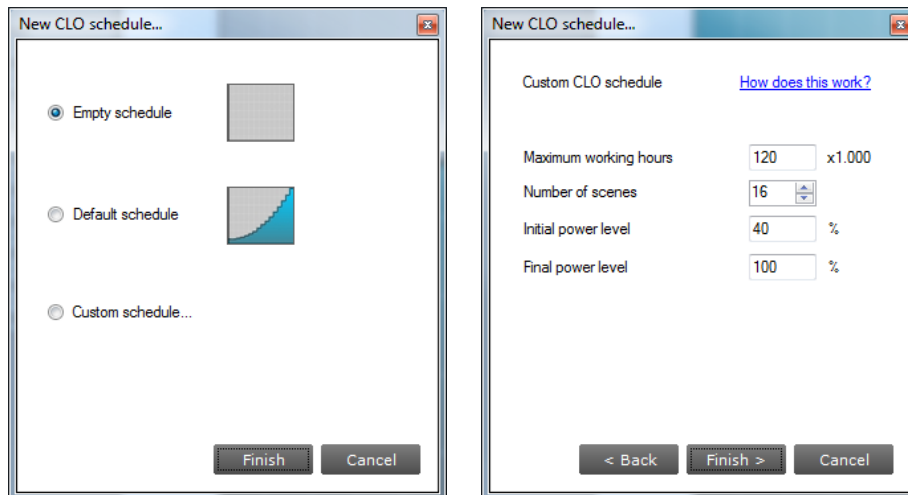 New CLO schedule...
Empty schedule
Default schedule
Custom schedule...
Finish Cancel
New CLO schedule...
Custom CLO schedule How does this work?
Maximum working hours 120 x1.000
Number of scenes 16
Initial power level 40 %
Final power level 100 %
< Back Finish > Cancel